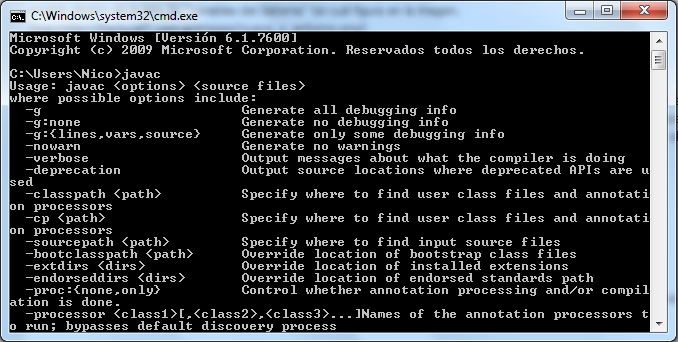 C:\Windows\system32\cmd.exe
Microsoft Windows [Versión 6.1.7600]
Copyright (c) 2009 Microsoft Corporation. Reservados todos los derechos.
C:\Users\Nico>javac
Usage: javac <options> <source files>
where possible options include:
-g Generate all debugging info
-g:none Generate no debugging info
-g:{lines,vars,source} Generate only some debugging info
-nowarn Generate no warnings
-verbose Output messages about what the compiler is doing
-deprecation Output source locations where deprecated APIs are u
sed
-classpath <path> Specify where to find user class files and annotati
on processors
-cp <path> Specify where to find user class files and annotati
on processors
-sourcepath <path> Specify where to find input source files
-bootclasspath <path> Override location of bootstrap class files
-extdirs <dirs> Override location of installed extensions
-endorseddirs <dirs> Override location of endorsed standards path
-proc:{none,only} Control whether annotation processing and/or compil
ation is done.
-processor <class1>[,<class2>,<class3>...]Names of the annotation processors t
o run; bypasses default discovery process